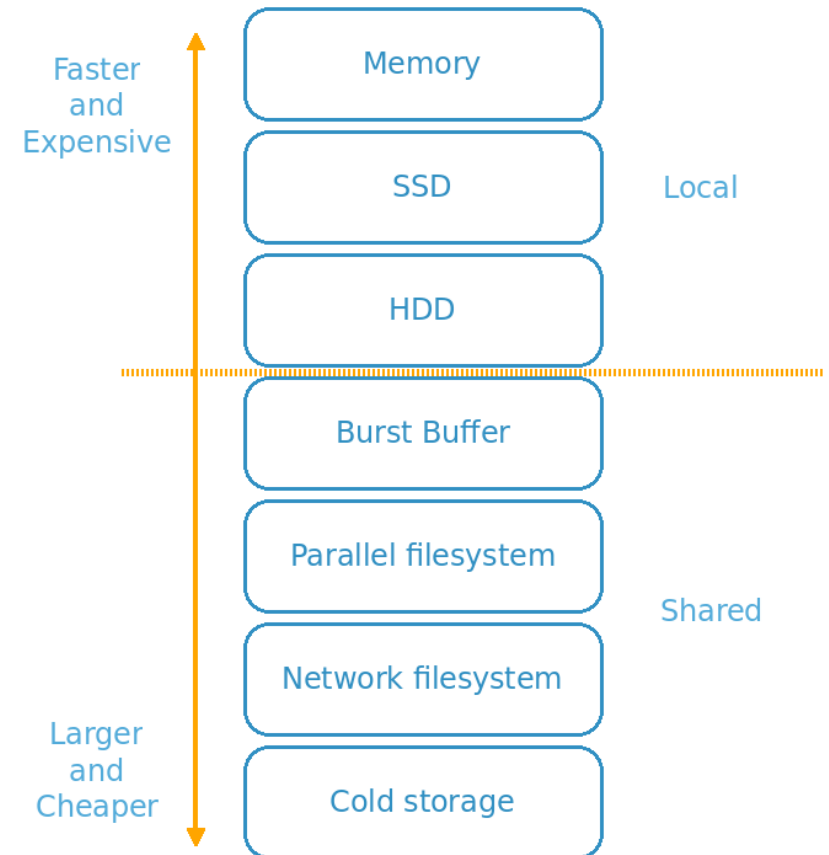 Memory
Faster
and
Expensive
SSD
Local
HDD
Burst Buffer
Parallel filesystem
Shared
Network filesystem
Larger
and
Cheaper
Cold storage